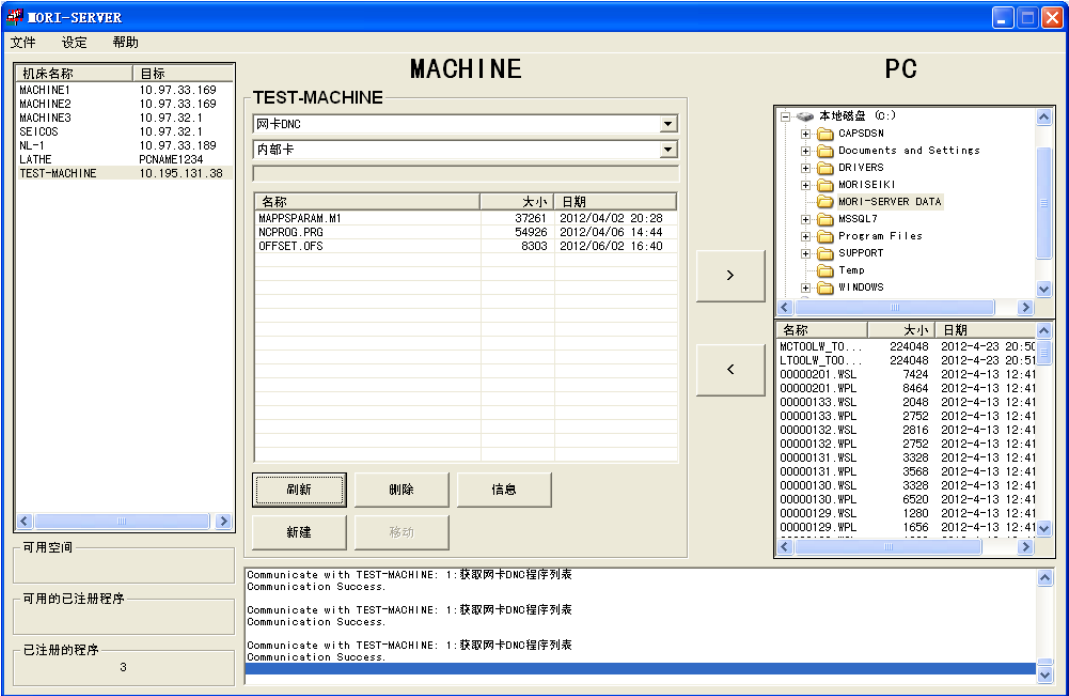 MORI-SERVER
文件 设定 帮助
机床名称 目标
MACHINE1 10.97.33.169
MACHINE2 10.97.33.169
MACHINE3 10.97.32.1
SEICOS 10.97.32.1
NL-1 10.97.33.189
LATHE PCNAME1234
TEST-MACHINE 10.195.131.38
可用空间
可用的已注册程序
已注册的程序
3
MACHINE
TEST-MACHINE
网卡DNC
内部卡
名称 大小 日期
MAPPSPARAM.M1 37261 2012/04/02 20:28
NCPROG.PRG 54926 2012/04/06 14:44
OFFSET.OFS 8303 2012/06/02 16:40
刷新 删除 信息
新建 移动
>
<
PC
本地磁盘 (C:)
CAPSDSN
Documents and Settings
DRIVERS
MORISEIKI
MORI-SERVER DATA
MSSQL7
Program Files
SUPPORT
Temp
WINDOWS
名称 大小 日期
MCTOOLW_TO... 224048 2012-4-23 20:50
LTOOLW_TOO... 224048 2012-4-23 20:51
00000201.WSL 7424 2012-4-13 12:41
00000201.WPL 8464 2012-4-13 12:41
00000133.WSL 2048 2012-4-13 12:41
00000133.WPL 2752 2012-4-13 12:41
00000132.WSL 2816 2012-4-13 12:41
00000132.WPL 2752 2012-4-13 12:41
00000131.WSL 3328 2012-4-13 12:41
00000131.WPL 3568 2012-4-13 12:41
00000130.WSL 3328 2012-4-13 12:41
00000130.WPL 6520 2012-4-13 12:41
00000129.WSL 1280 2012-4-13 12:41
00000129.WPL 1656 2012-4-13 12:41
Communicate with TEST-MACHINE: 1:获取网卡DNC程序列表
Communication Success.
Communicate with TEST-MACHINE: 1:获取网卡DNC程序列表
Communication Success.
Communicate with TEST-MACHINE: 1:获取网卡DNC程序列表
Communication Success.